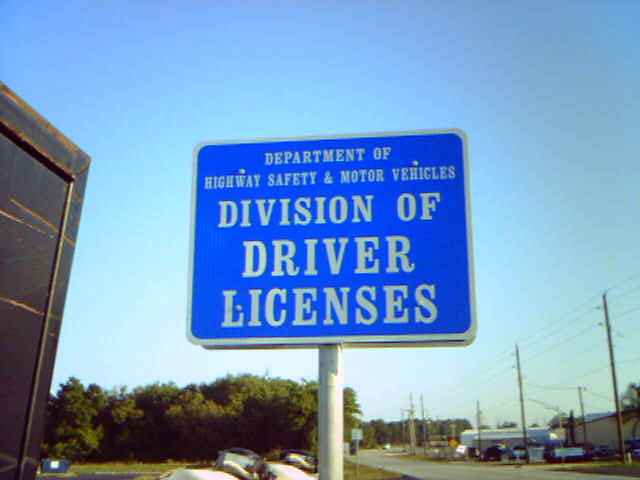 DEPARTMENT OF
HIGHWAY SAFETY & MOTOR VEHICLES
DIVISION OF
DRIVER
LICENSES